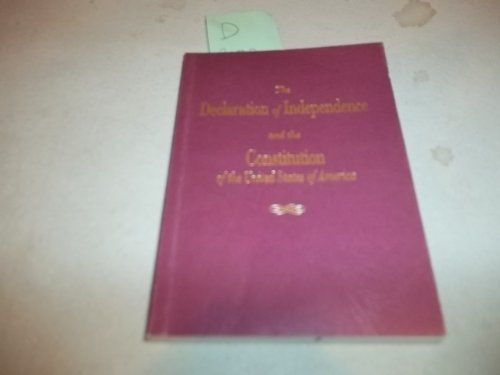 D
The
Declaration of Independence
and the
Constitution
of the United States of America